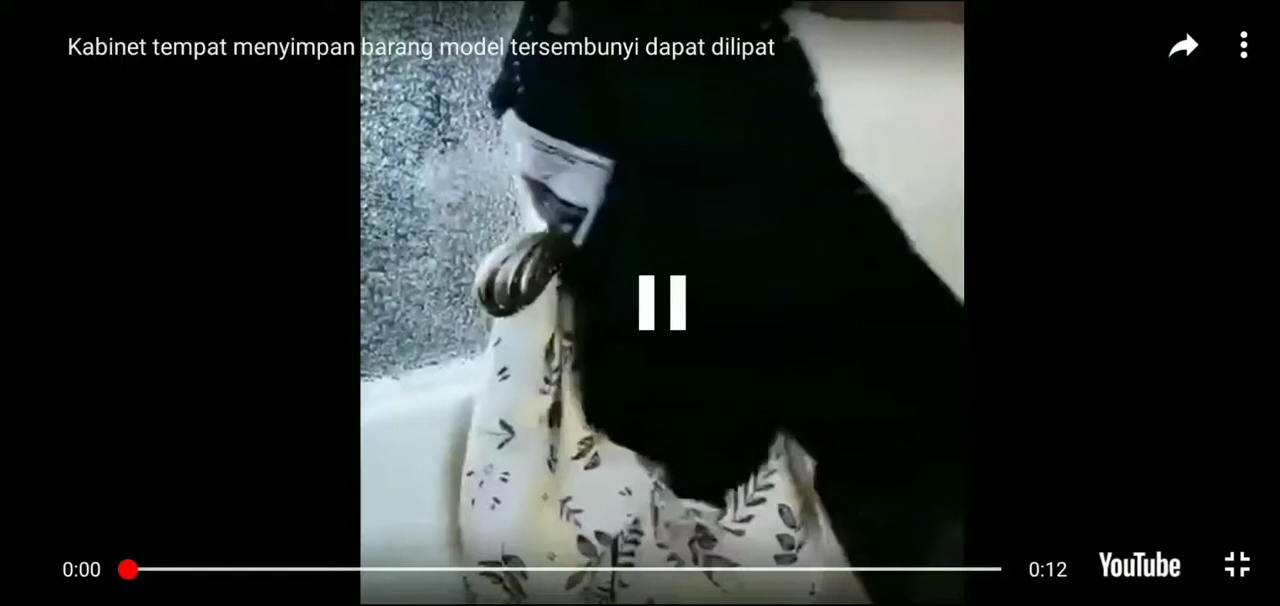 Kabinet tempat menyimpan barang model tersembunyi dapat dilipat
0:00
0:12
YouTube